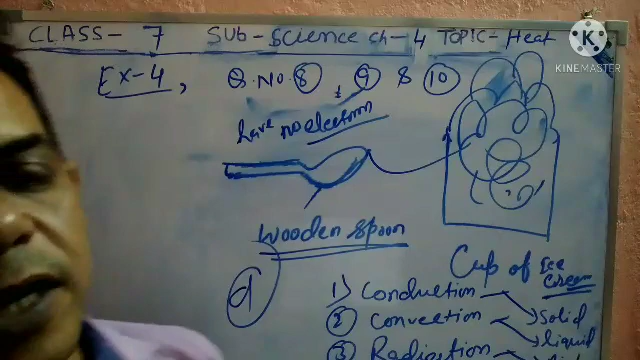 CLASS- 7 SUB- Science ch- 4 TOPIC- Heat
K
KINEMASTER
Ex-4, Q.NO. 8, 9 & 10
wooden spoon
d
Cup of Ice cream
1) Conduction
2) Convection
3) Radiation
Solid
liquid